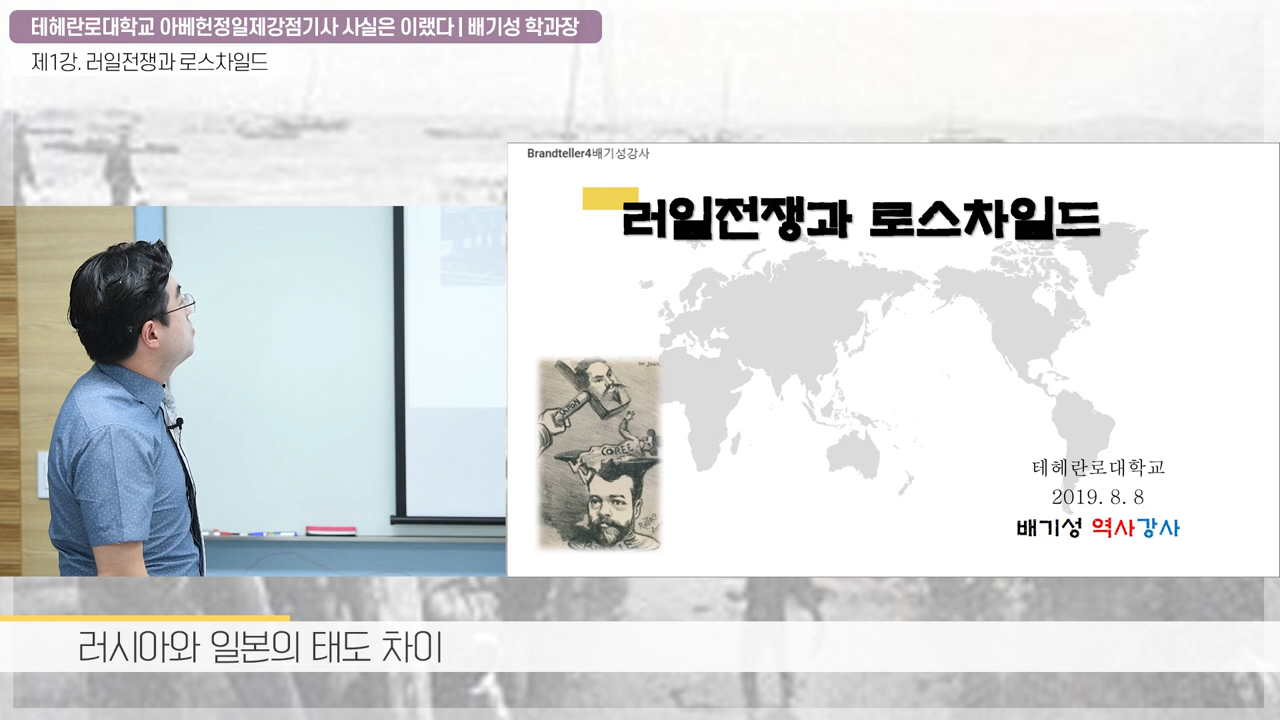 테헤란로대학교 아베헌정일제강점기사 사실은 이랬다 | 배기성 학과장
제1강. 러일전쟁과 로스차일드
Brandteller4배기성강사
러일전쟁과 로스차일드
JAPON
COREE
테헤란로대학교
2019. 8. 8
배기성 역사강사
러시아와 일본의 태도 차이